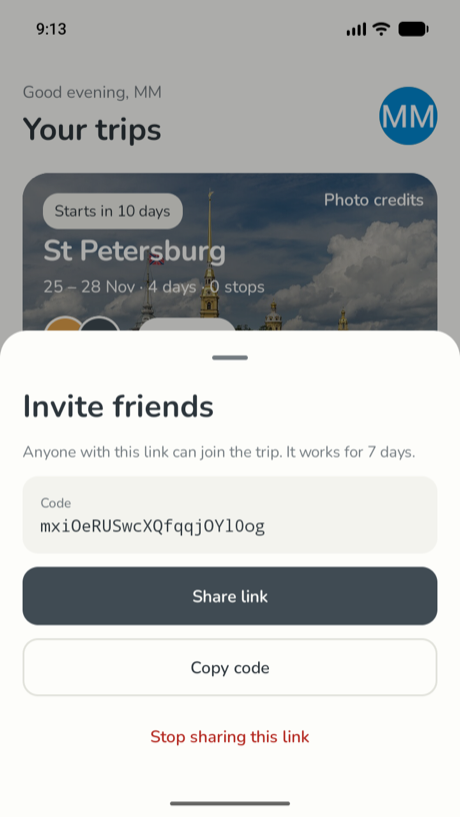 9:13
Good evening, MM
Your trips
MM
Starts in 10 days
Photo credits
St Petersburg
25 – 28 Nov · 4 days · 0 stops
Invite friends
Anyone with this link can join the trip. It works for 7 days.
Code
mxiOeRUSwcXQfqqjOYl0og
Share link
Copy code
Stop sharing this link